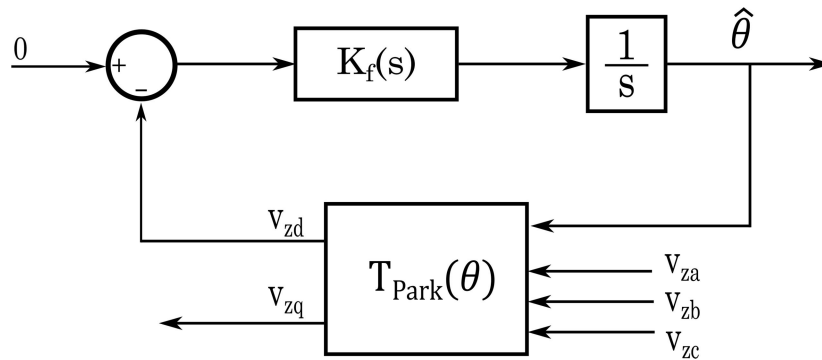 0
+
−
K_f(s)
1
s
θ̂
v_zd
v_zq
T_Park(θ)
v_za
v_zb
v_zc